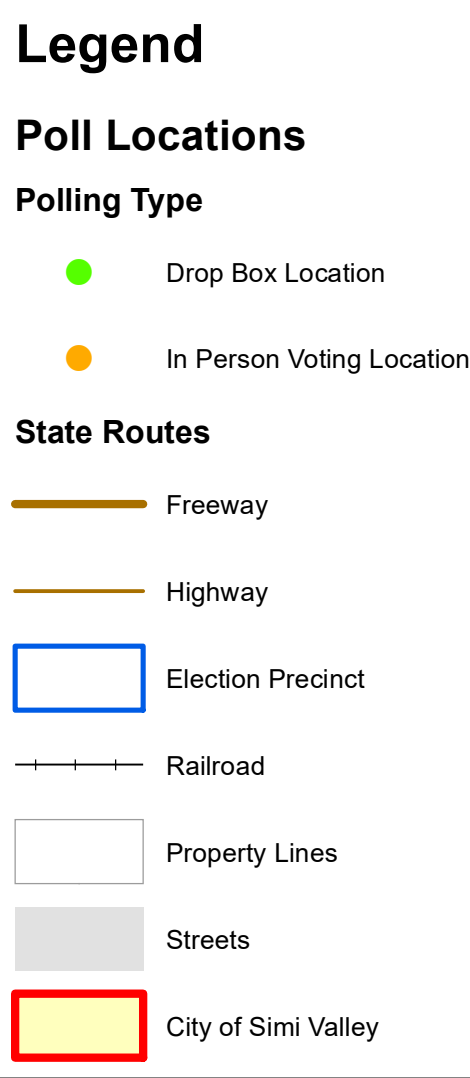 Legend
Poll Locations
Polling Type
Drop Box Location
In Person Voting Location
State Routes
Freeway
Highway
Election Precinct
Railroad
Property Lines
Streets
City of Simi Valley